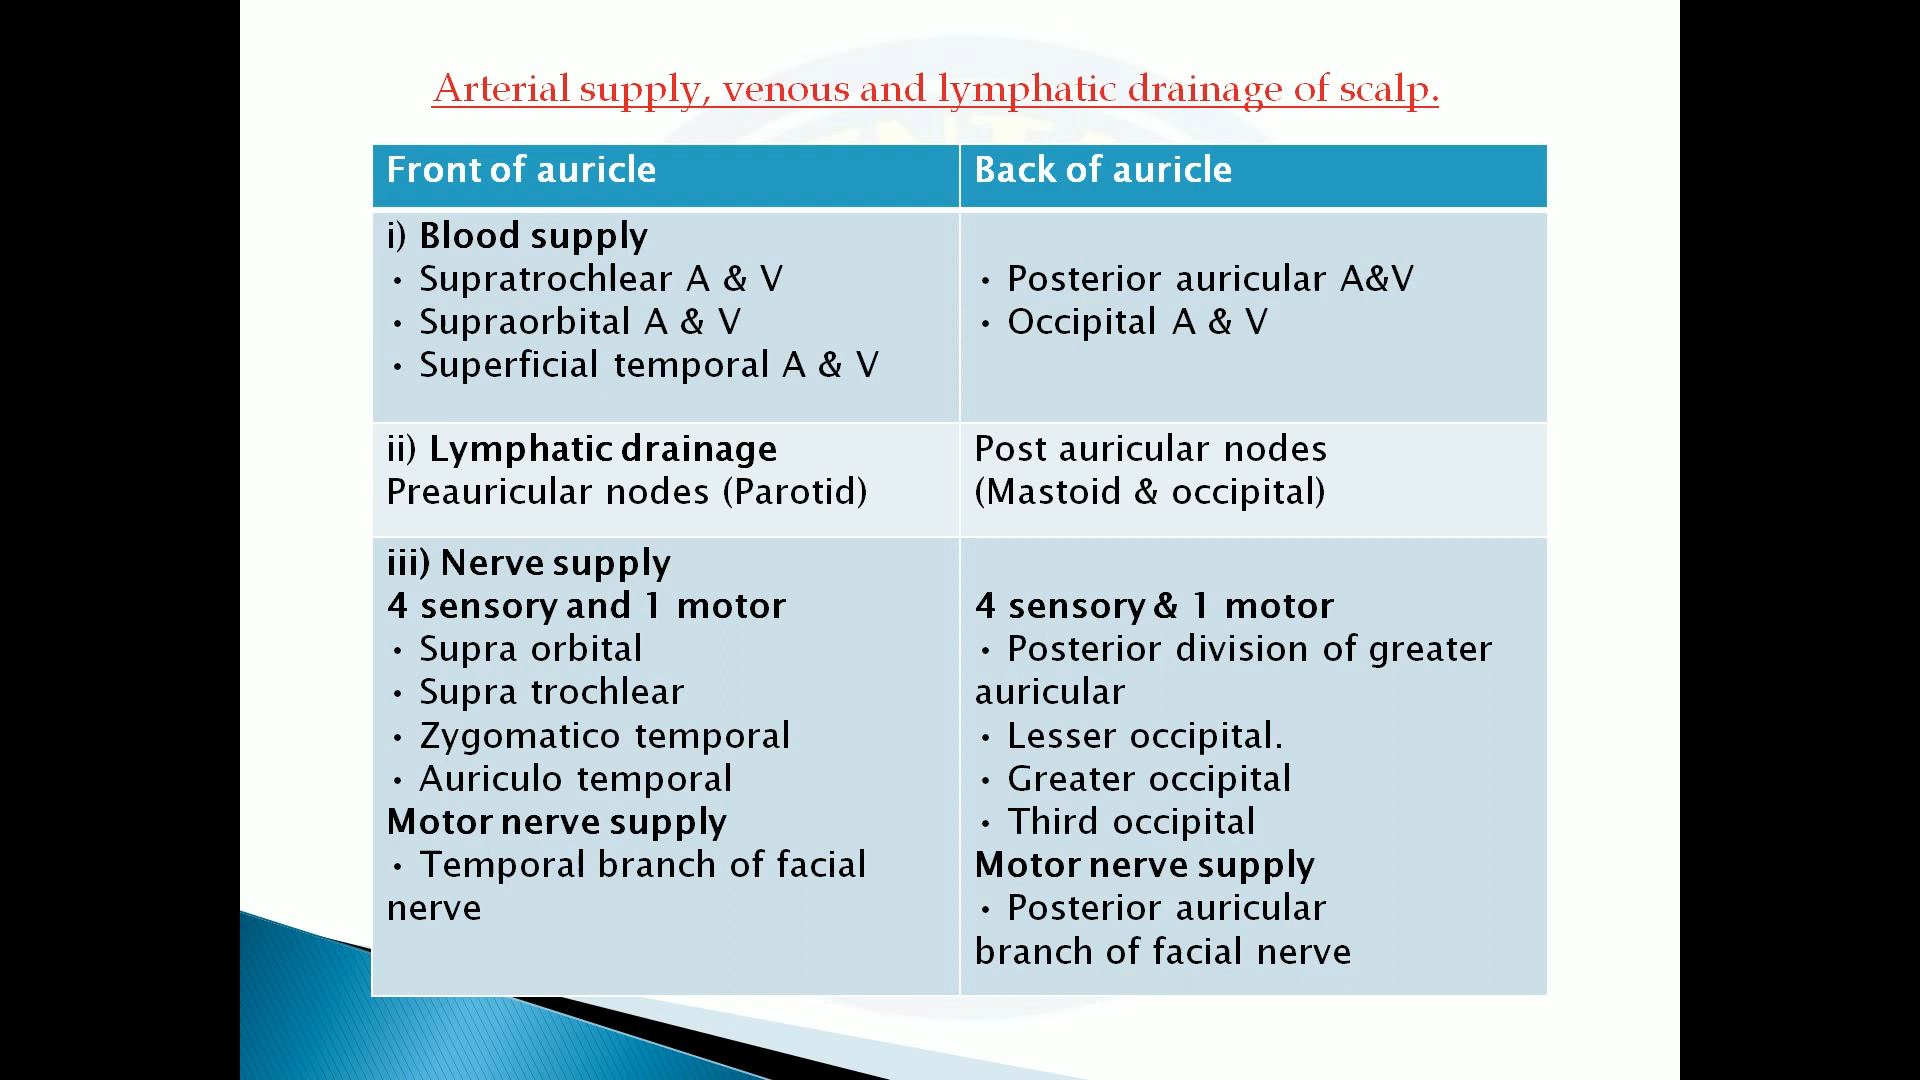 Arterial supply, venous and lymphatic drainage of scalp.
Front of auricle
Back of auricle
i) Blood supply
• Supratrochlear A & V
• Supraorbital A & V
• Superficial temporal A & V
• Posterior auricular A&V
• Occipital A & V
ii) Lymphatic drainage
Preauricular nodes (Parotid)
Post auricular nodes
(Mastoid & occipital)
iii) Nerve supply
4 sensory and 1 motor
• Supra orbital
• Supra trochlear
• Zygomatico temporal
• Auriculo temporal
Motor nerve supply
• Temporal branch of facial
nerve
4 sensory & 1 motor
• Posterior division of greater
auricular
• Lesser occipital.
• Greater occipital
• Third occipital
Motor nerve supply
• Posterior auricular
branch of facial nerve